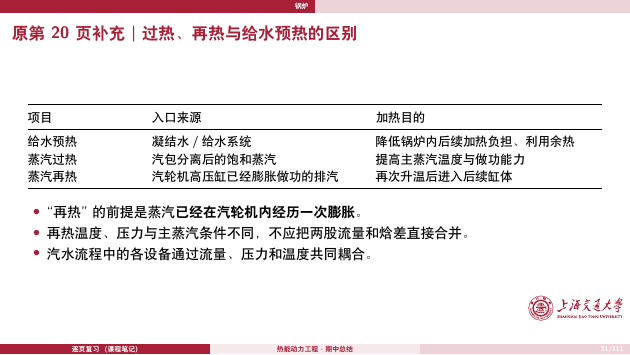 锅炉
原第 20 页补充 | 过热、再热与给水预热的区别
项目 入口来源 加热目的
给水预热 凝结水 / 给水系统 降低锅炉内后续加热负担、利用余热
蒸汽过热 汽包分离后的饱和蒸汽 提高主蒸汽温度与做功能力
蒸汽再热 汽轮机高压缸已经膨胀做功的排汽 再次升温后进入后续缸体
• “再热” 的前提是蒸汽已经在汽轮机内经历一次膨胀。
• 再热温度、压力与主蒸汽条件不同，不应把两股流量和焓差直接合并。
• 汽水流程中的各设备通过流量、压力和温度共同耦合。
上海交通大学
SHANGHAI JIAO TONG UNIVERSITY
逐页复习（课程笔记） 热能动力工程 · 期中总结 31/111